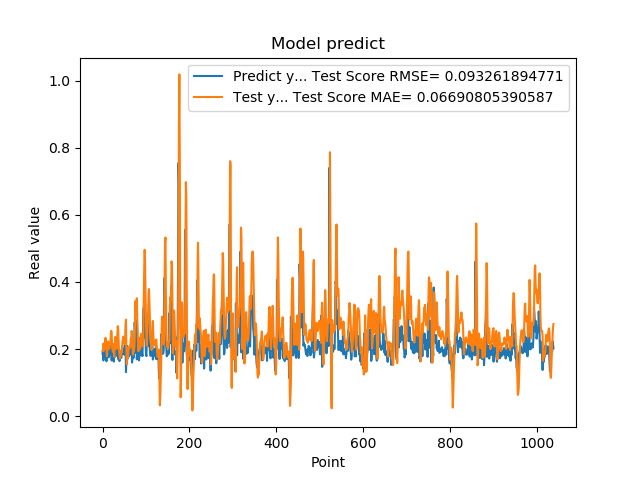 Model predict
Predict y... Test Score RMSE= 0.093261894771
Test y... Test Score MAE= 0.06690805390587
1.0
0.8
0.6
0.4
0.2
0.0
Real value
0 200 400 600 800 1000
Point